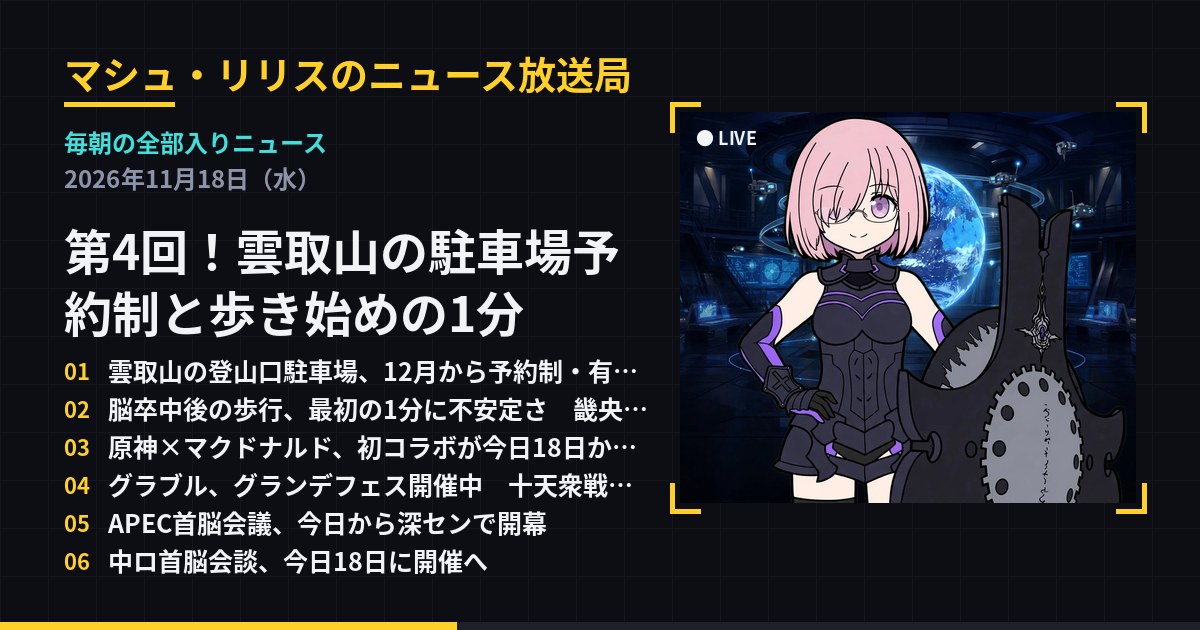 マシュ・リリスのニュース放送局
毎朝の全部入りニュース
2026年11月18日（水）
LIVE
第4回！雲取山の駐車場予
約制と歩き始めの1分
01 雲取山の登山口駐車場、12月から予約制・有…
02 脳卒中後の歩行、最初の1分に不安定さ　畿央…
03 原神×マクドナルド、初コラボが今日18日か…
04 グラブル、グランデフェス開催中　十天衆戦…
05 APEC首脳会議、今日から深センで開幕
06 中ロ首脳会談、今日18日に開催へ